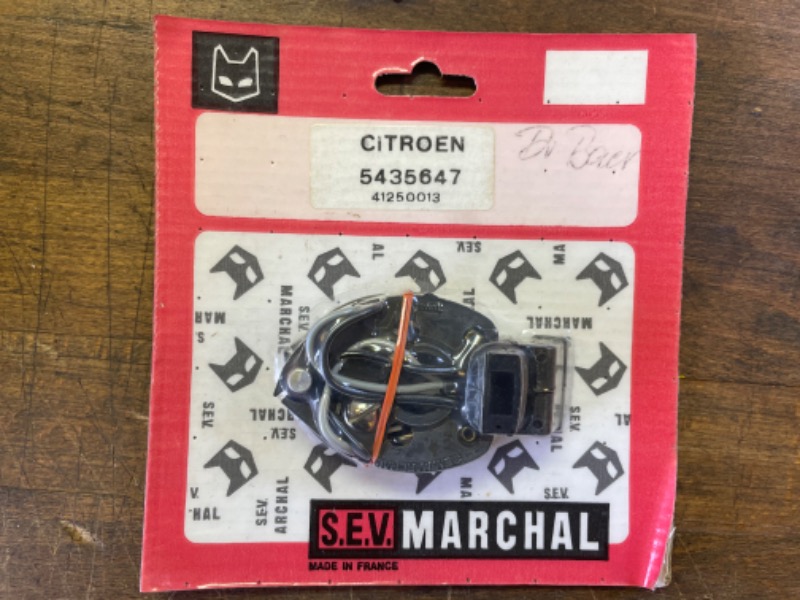 CITROEN
5435647
41250013
S.E.V. MARCHAL
MADE IN FRANCE